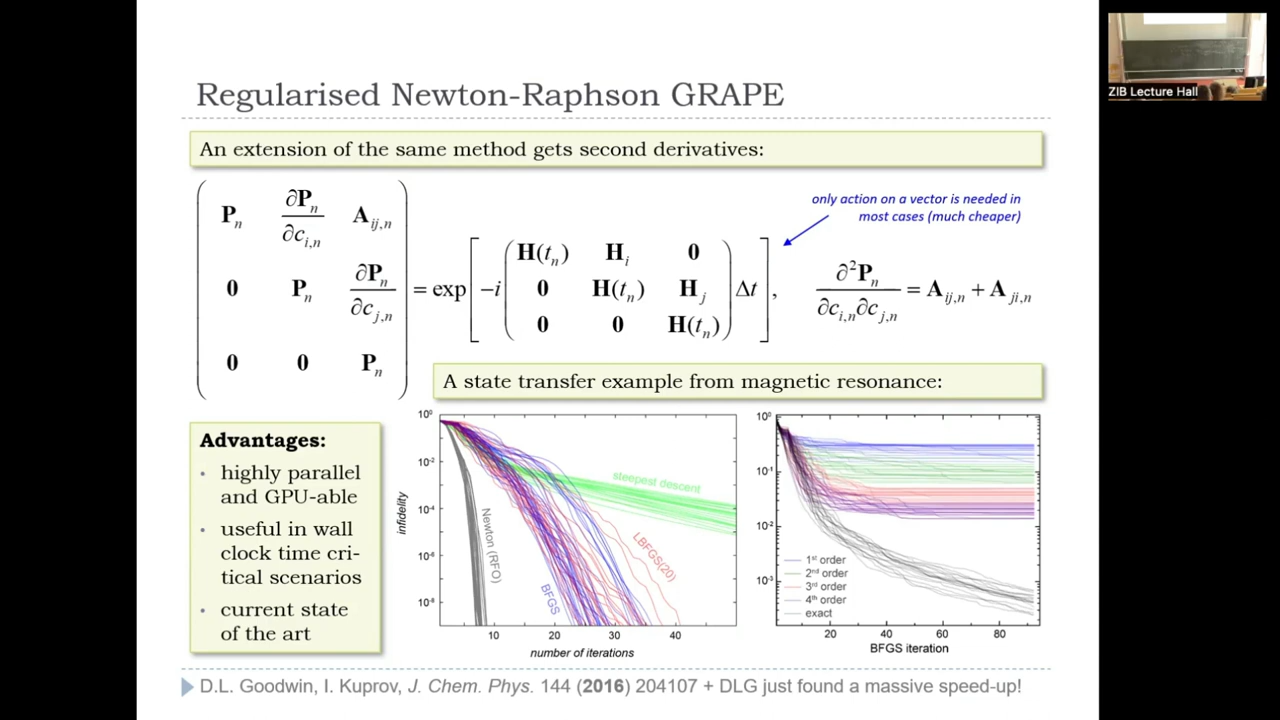 ZIB Lecture Hall
Regularised Newton-Raphson GRAPE
An extension of the same method gets second derivatives:
only action on a vector is needed in
most cases (much cheaper)
( P_n ∂P_n/∂c_{i,n} A_{ij,n} ; 0 P_n ∂P_n/∂c_{j,n} ; 0 0 P_n ) = exp[ −i ( H(t_n) H_i 0 ; 0 H(t_n) H_j ; 0 0 H(t_n) ) Δt ], ∂²P_n/∂c_{i,n}∂c_{j,n} = A_{ij,n} + A_{ji,n}
A state transfer example from magnetic resonance:
Advantages:
• highly parallel
and GPU-able
• useful in wall
clock time cri-
tical scenarios
• current state
of the art
infidelity
10⁰
10⁻²
10⁻⁴
10⁻⁶
10⁻⁸
steepest descent
Newton (RFO)
BFGS
LBFGS(20)
10 20 30 40
number of iterations
10⁰
10⁻¹
10⁻²
10⁻³
1st order
2nd order
3rd order
4th order
exact
20 40 60 80
BFGS iteration
D.L. Goodwin, I. Kuprov, J. Chem. Phys. 144 (2016) 204107 + DLG just found a massive speed-up!